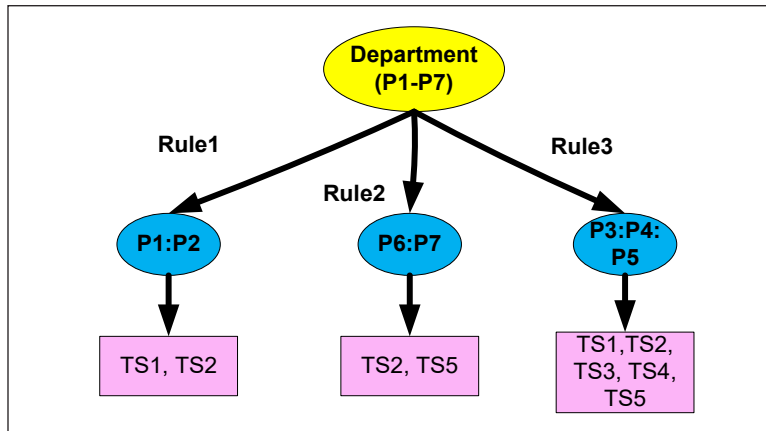 Department
(P1-P7)
Rule1
Rule2
Rule3
P1:P2
P6:P7
P3:P4:
P5
TS1, TS2
TS2, TS5
TS1,TS2,
TS3, TS4,
TS5